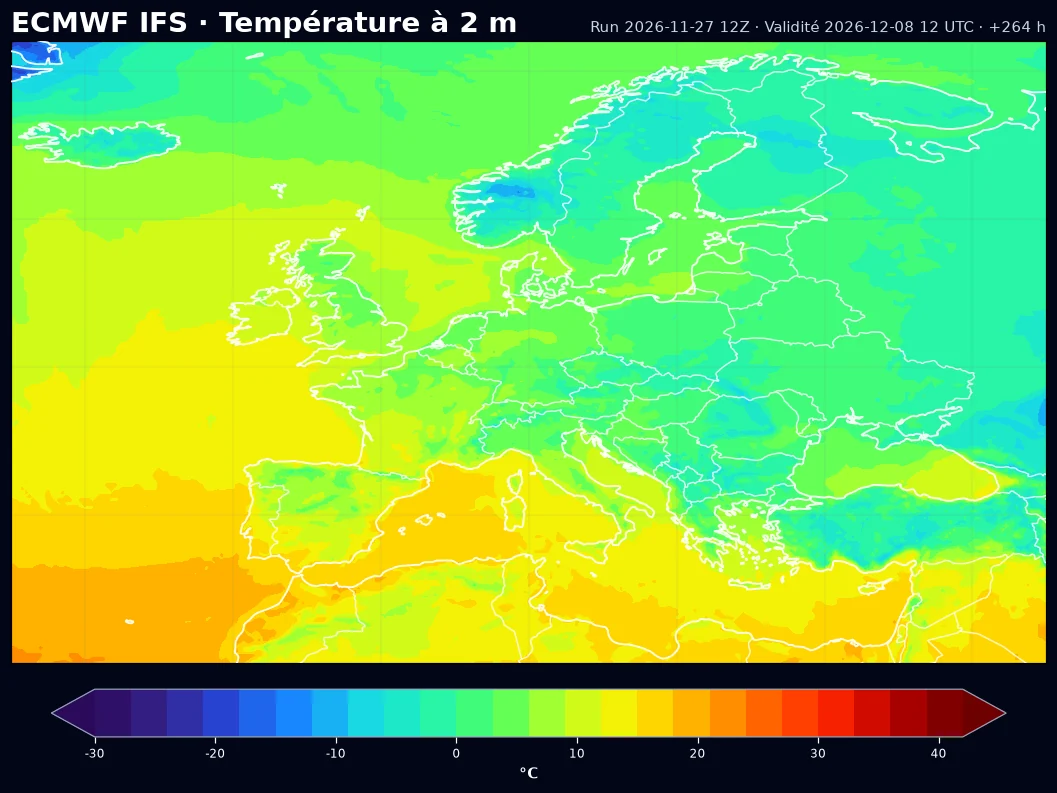 ECMWF IFS · Température à 2 m
Run 2026-11-27 12Z · Validité 2026-12-08 12 UTC · +264 h
-30 -20 -10 0 10 20 30 40
°C